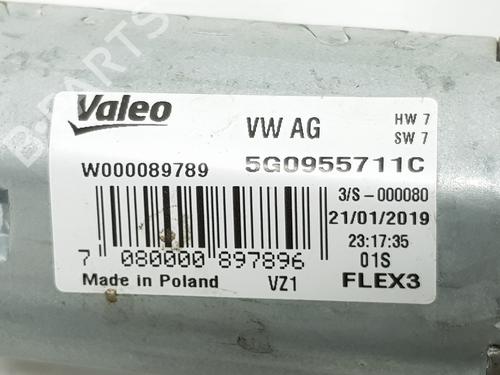 B-PARTS
Valeo
VW AG
HW 7
SW 7
W000089789
5G0955711C
3/S-000080
21/01/2019
23:17:35
7 080000 897896
01S
Made in Poland
VZ1
FLEX3